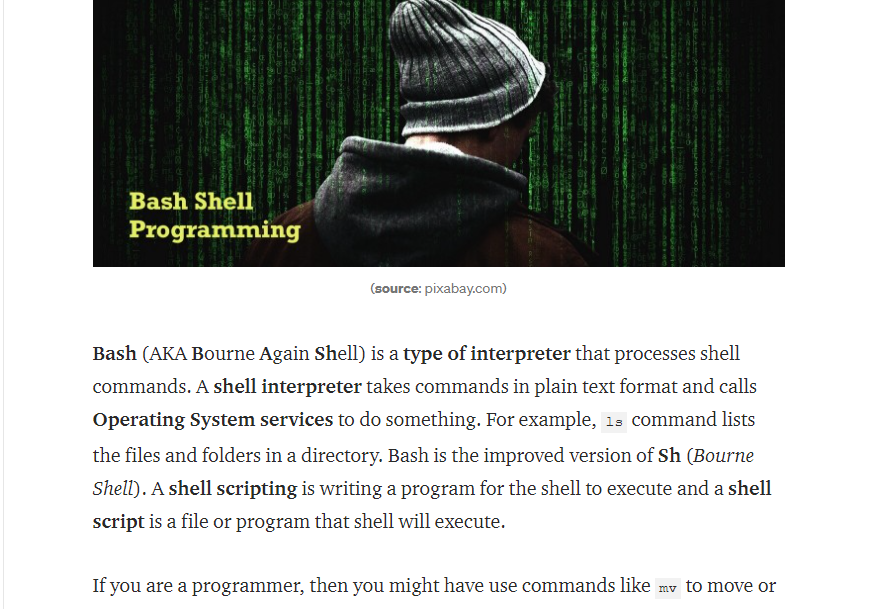 Bash Shell
Programming
(source: pixabay.com)
Bash (AKA Bourne Again Shell) is a type of interpreter that processes shell
commands. A shell interpreter takes commands in plain text format and calls
Operating System services to do something. For example, ls command lists
the files and folders in a directory. Bash is the improved version of Sh (Bourne
Shell). A shell scripting is writing a program for the shell to execute and a shell
script is a file or program that shell will execute.
If you are a programmer, then you might have use commands like mv to move or